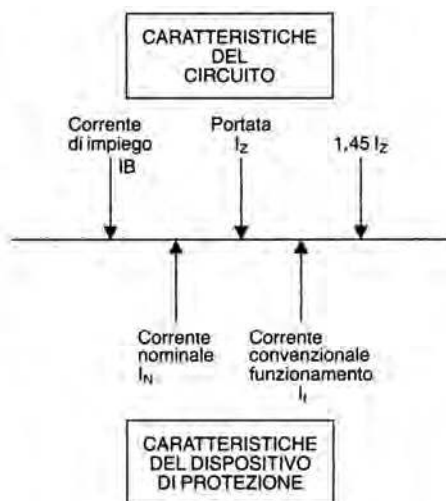 CARATTERISTICHE
DEL
CIRCUITO
Corrente
di impiego
IB
Portata
Iz
1,45 Iz
Corrente
nominale
IN
Corrente
convenzionale
funzionamento
If
CARATTERISTICHE
DEL DISPOSITIVO
DI PROTEZIONE